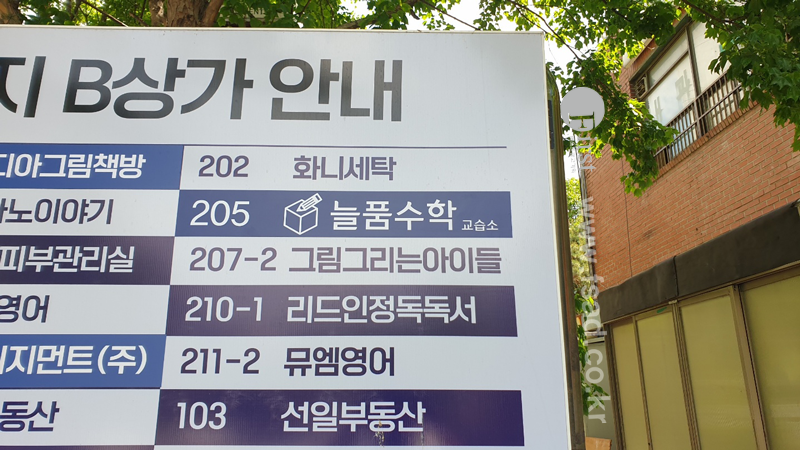 지 B상가 안내
디아그림책방 202 화니세탁
아노이야기 205 늘품수학 교습소
피부관리실 207-2 그림그리는아이들
영어 210-1 리드인정독독서
지먼트(주) 211-2 뮤엠영어
동산 103 선일부동산